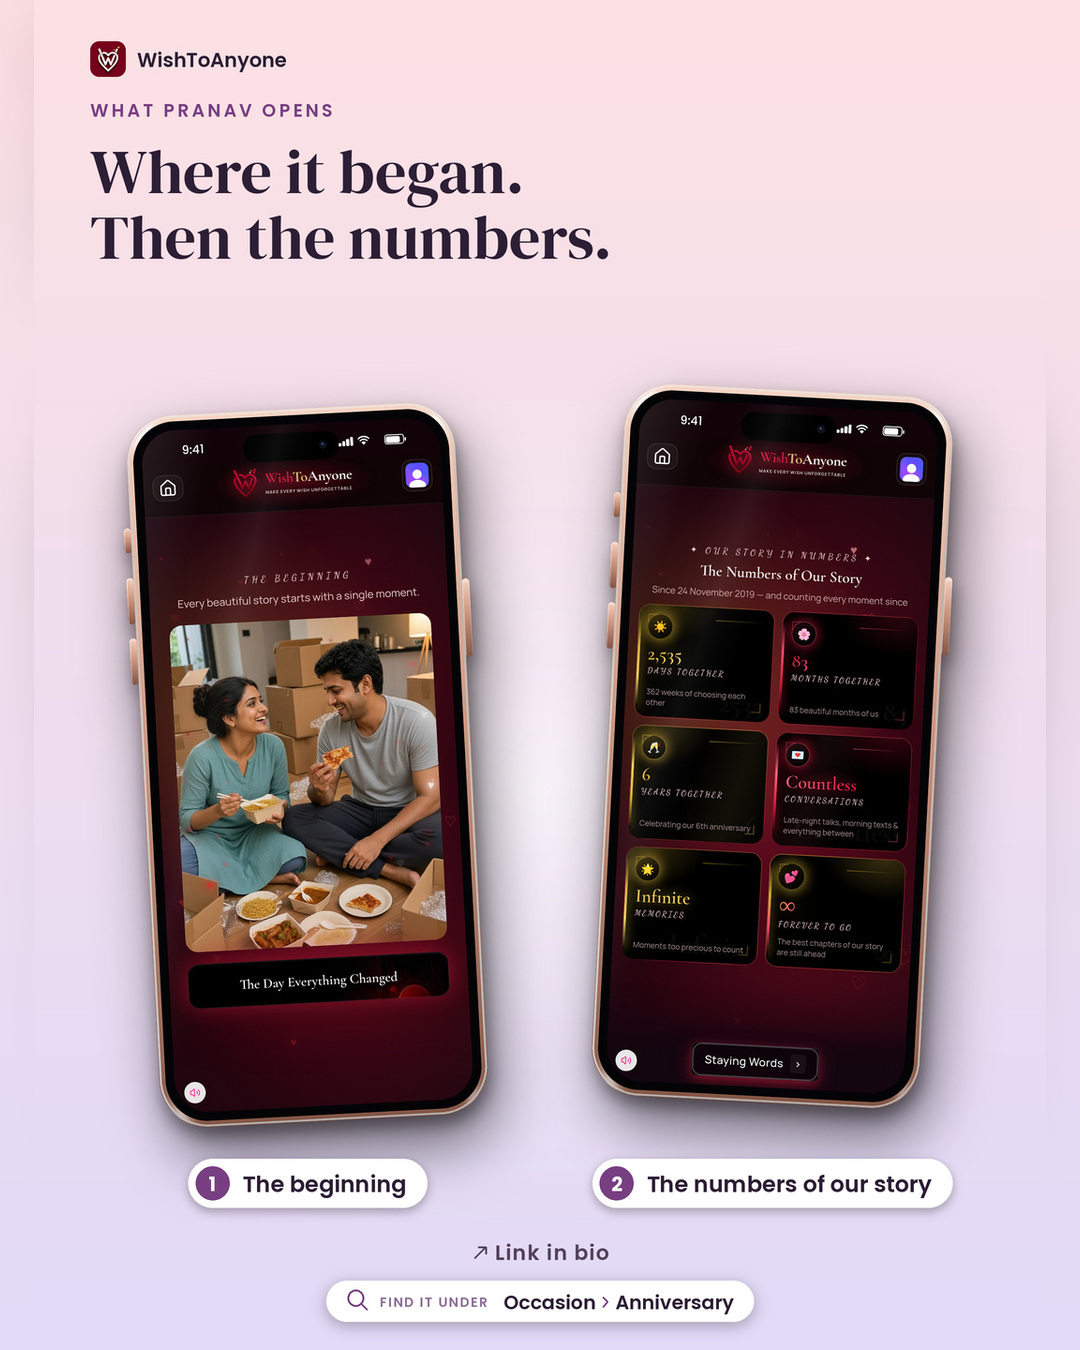 WishToAnyone
WHAT PRANAV OPENS
Where it began.
Then the numbers.
9:41
WishToAnyone
MAKE EVERY WISH UNFORGETTABLE
THE BEGINNING
Every beautiful story starts with a single moment.
The Day Everything Changed
9:41
WishToAnyone
MAKE EVERY WISH UNFORGETTABLE
OUR STORY IN NUMBERS
The Numbers of Our Story
Since 24 November 2019 — and counting every moment since
2,535
DAYS TOGETHER
362 weeks of choosing each
other
83
MONTHS TOGETHER
83 beautiful months of us
6
YEARS TOGETHER
Celebrating our 6th anniversary
Countless
CONVERSATIONS
Late-night talks, morning texts &
everything between
Infinite
MEMORIES
Moments too precious to count
∞
FOREVER TO GO
The best chapters of our story
are still ahead
Staying Words ›
1 The beginning
2 The numbers of our story
↗ Link in bio
FIND IT UNDER Occasion › Anniversary